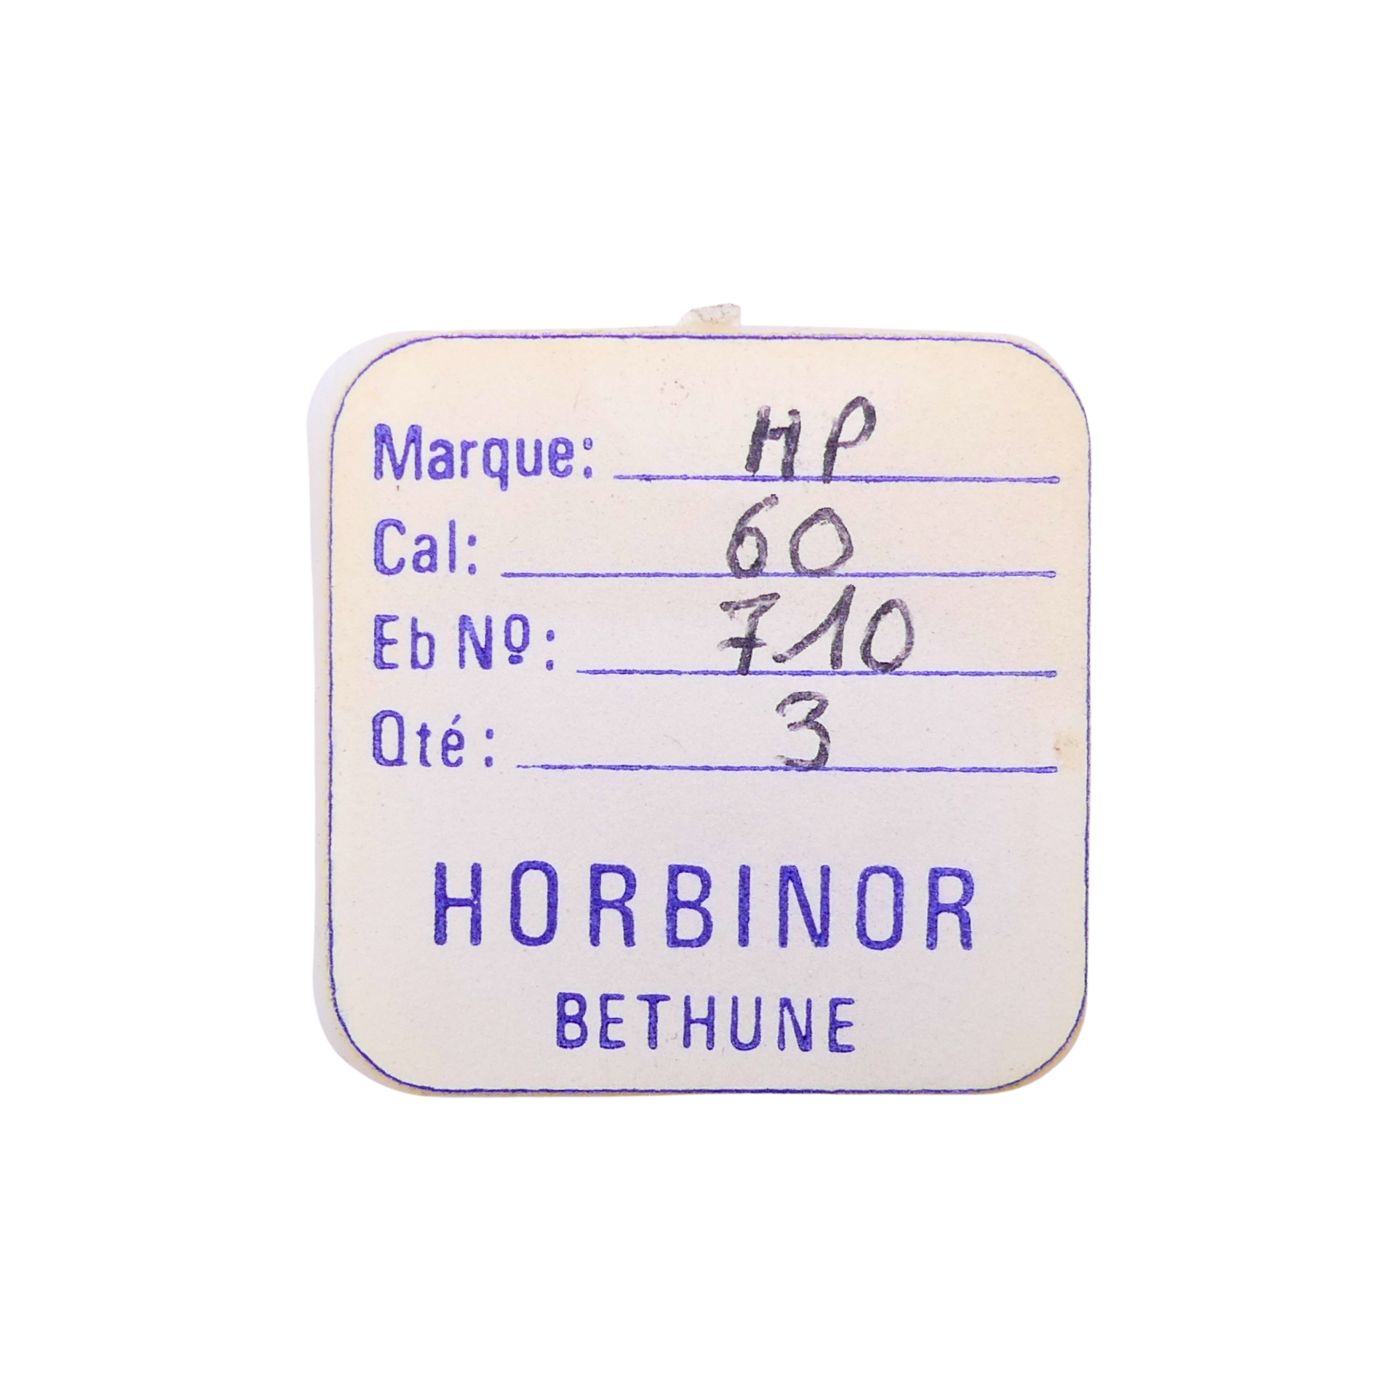 Marque: HP
Cal: 60
Eb Nº: 710
Qté: 3
HORBINOR
BETHUNE